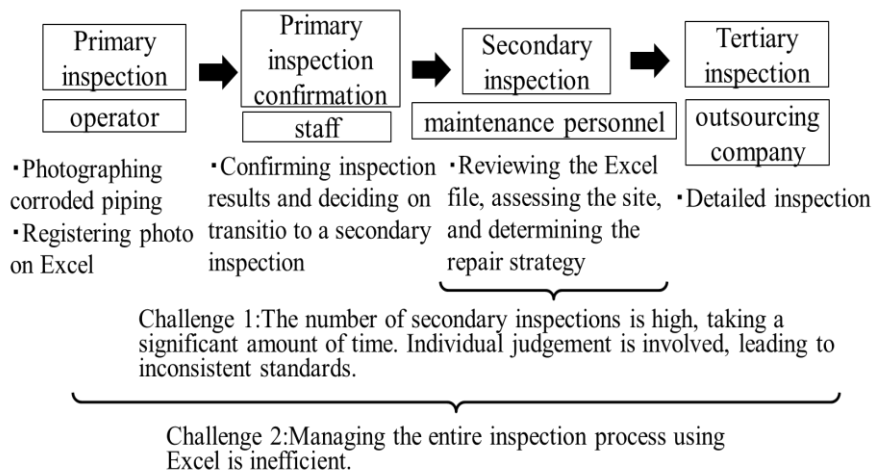 Primary
inspection
operator
・Photographing
corroded piping
・Registering photo
on Excel
Primary
inspection
confirmation
staff
・Confirming inspection
results and deciding on
transitio to a secondary
inspection
Secondary
inspection
maintenance personnel
・Reviewing the Excel
file, assessing the site,
and determining the
repair strategy
Tertiary
inspection
outsourcing
company
・Detailed inspection
Challenge 1:The number of secondary inspections is high, taking a
significant amount of time. Individual judgement is involved, leading to
inconsistent standards.
Challenge 2:Managing the entire inspection process using
Excel is inefficient.